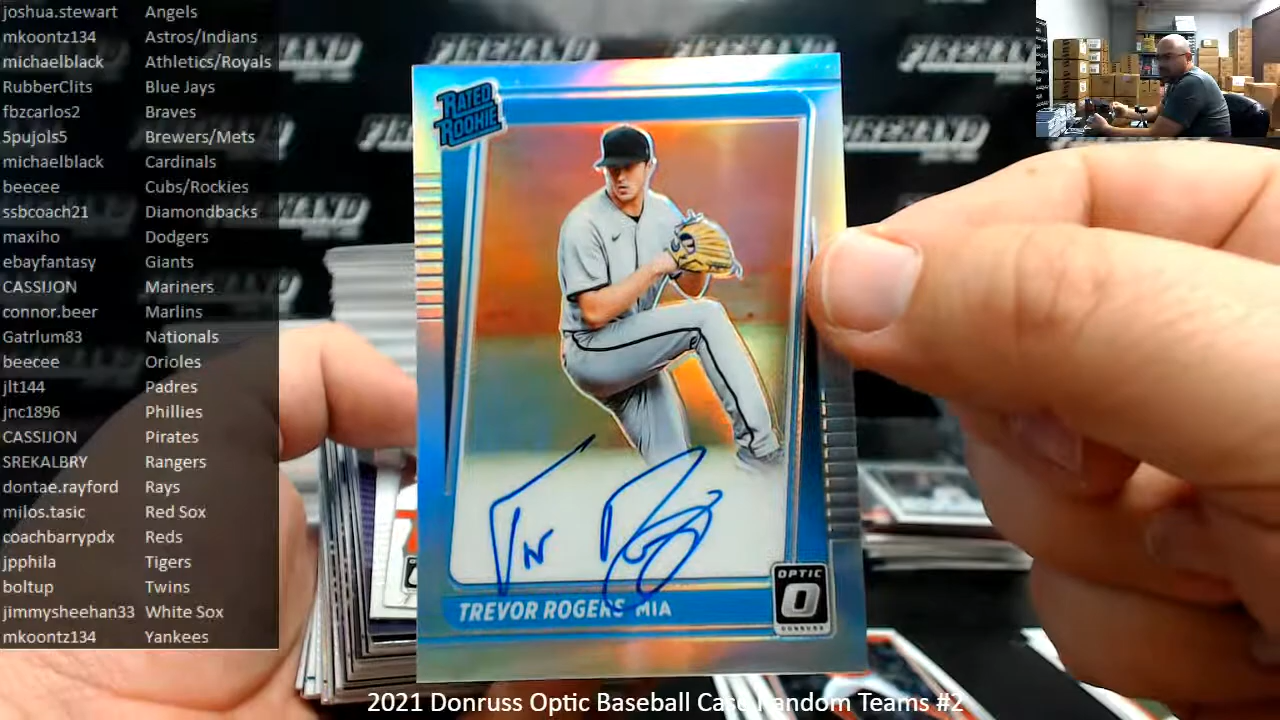 joshua.stewart Angels
mkoontz134 Astros/Indians
michaelblack Athletics/Royals
RubberClits Blue Jays
fbzcarlos2 Braves
5pujols5 Brewers/Mets
michaelblack Cardinals
beecee Cubs/Rockies
ssbcoach21 Diamondbacks
maxiho Dodgers
ebayfantasy Giants
CASSIJON Mariners
connor.beer Marlins
Gatrlum83 Nationals
beecee Orioles
jlt144 Padres
jnc1896 Phillies
CASSIJON Pirates
SREKALBRY Rangers
dontae.rayford Rays
milos.tasic Red Sox
coachbarrypdx Reds
jpphila Tigers
boltup Twins
jimmysheehan33 White Sox
mkoontz134 Yankees
FIREHAND
RATED
ROOKIE
TREVOR ROGERS MIA
OPTIC
O
DONRUSS
2021 Donruss Optic Baseball Case Random Teams #2